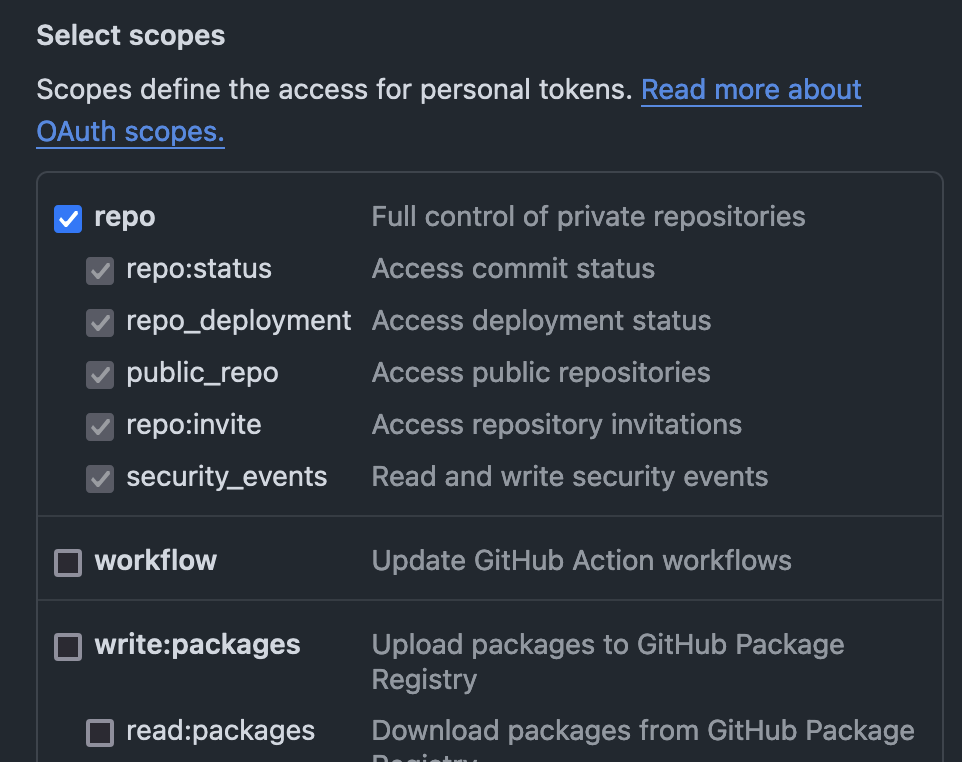 Select scopes
Scopes define the access for personal tokens. Read more about
OAuth scopes.
repo Full control of private repositories
repo:status Access commit status
repo_deployment Access deployment status
public_repo Access public repositories
repo:invite Access repository invitations
security_events Read and write security events
workflow Update GitHub Action workflows
write:packages Upload packages to GitHub Package
Registry
read:packages Download packages from GitHub Package
Registry